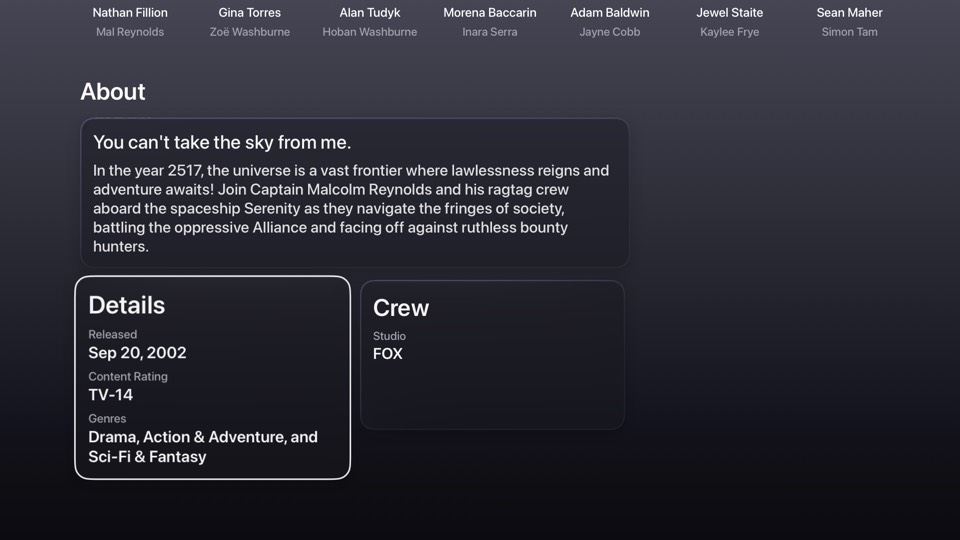 Nathan Fillion Gina Torres Alan Tudyk Morena Baccarin Adam Baldwin Jewel Staite Sean Maher
Mal Reynolds Zoë Washburne Hoban Washburne Inara Serra Jayne Cobb Kaylee Frye Simon Tam
About
You can't take the sky from me.
In the year 2517, the universe is a vast frontier where lawlessness reigns and
adventure awaits! Join Captain Malcolm Reynolds and his ragtag crew
aboard the spaceship Serenity as they navigate the fringes of society,
battling the oppressive Alliance and facing off against ruthless bounty
hunters.
Details
Released
Sep 20, 2002
Content Rating
TV-14
Genres
Drama, Action & Adventure, and
Sci-Fi & Fantasy
Crew
Studio
FOX